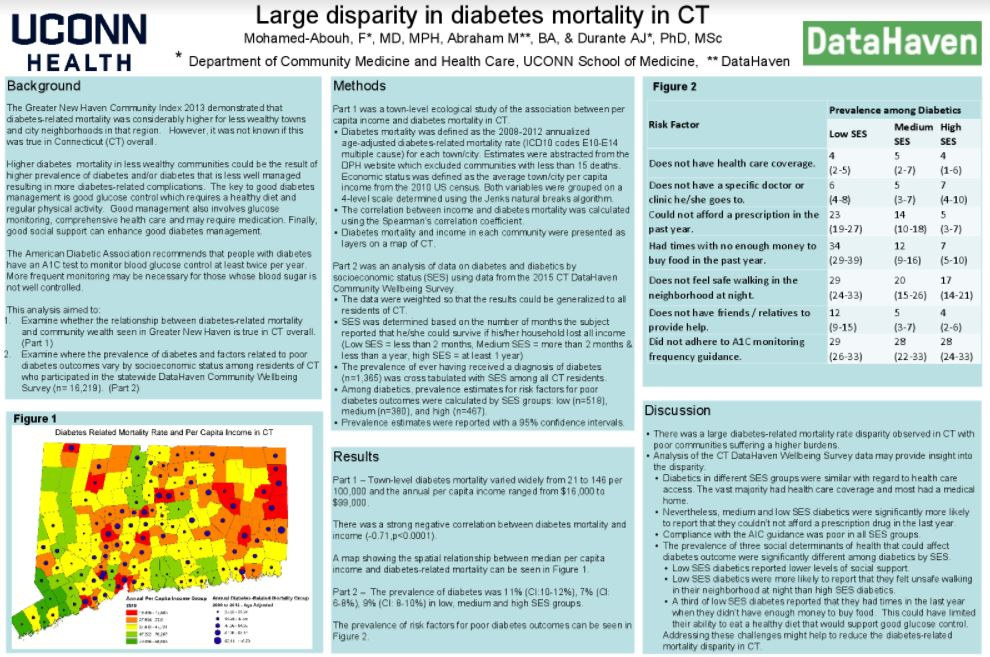 Large disparity in diabetes mortality in CT
Mohamed-Abouh, F*, MD, MPH, Abraham M**, BA, & Durante AJ*, PhD, MSc
* Department of Community Medicine and Health Care, UCONN School of Medicine, ** DataHaven
UCONN
HEALTH
DataHaven
Background
The Greater New Haven Community Index 2013 demonstrated that
diabetes-related mortality was considerably higher for less wealthy towns
and city neighborhoods in that region. However, it was not known if this
was true in Connecticut (CT) overall.
Higher diabetes mortality in less wealthy communities could be the result of
higher prevalence of diabetes and/or diabetes that is less well managed
resulting in more diabetes-related complications. The key to good diabetes
management is good glucose control which requires a healthy diet and
regular physical activity. Good management also involves glucose
monitoring, comprehensive health care and may require medication. Finally,
good social support can enhance good diabetes management.
The American Diabetic Association recommends that people with diabetes
have an A1C test to monitor blood glucose control at least twice per year.
More frequent monitoring may be necessary for those whose blood sugar is
not well controlled.
This analysis aimed to:
1. Examine whether the relationship between diabetes-related mortality
and community wealth seen in Greater New Haven is true in CT overall.
(Part 1)
2. Examine where the prevalence of diabetes and factors related to poor
diabetes outcomes vary by socioeconomic status among residents of CT
who participated in the statewide DataHaven Community Wellbeing
Survey (n= 16,219). (Part 2)
Figure 1
Diabetes Related Mortality Rate and Per Capita Income in CT
Annual Per Capita Income Group
2010
Annual Diabetes-Related Mortality Group
Methods
Part 1 was a town-level ecological study of the association between per
capita income and diabetes mortality in CT.
• Diabetes mortality was defined as the 2008-2012 annualized
age-adjusted diabetes-related mortality rate (ICD10 codes E10-E14
multiple cause) for each town/city. Estimates were abstracted from the
DPH website which excluded communities with less than 15 deaths.
Economic status was defined as the average town/city per capita
income from the 2010 US census. Both variables were grouped on a
4-level scale determined using the Jenks natural breaks algorithm.
• The correlation between income and diabetes mortality was calculated
using the Spearman's correlation coefficient.
• Diabetes mortality and income in each community were presented as
layers on a map of CT.
Part 2 was an analysis of data on diabetes and diabetics by
socioeconomic status (SES) using data from the 2015 CT DataHaven
Community Wellbeing Survey.
• The data were weighted so that the results could be generalized to all
residents of CT.
• SES was determined based on the number of months the subject
reported that he/she could survive if his/her household lost all income
(Low SES = less than 2 months, Medium SES = more than 2 months &
less than a year, high SES = at least 1 year)
• The prevalence of ever having received a diagnosis of diabetes
(n=1,365) was cross tabulated with SES among all CT residents.
• Among diabetics, prevalence estimates for risk factors for poor
diabetes outcomes were calculated by SES groups: low (n=518),
medium (n=380), and high (n=467).
• Prevalence estimates were reported with a 95% confidence intervals.
Results
Part 1 – Town-level diabetes mortality varied widely from 21 to 146 per
100,000 and the annual per capita income ranged from $16,000 to
$99,000.
There was a strong negative correlation between diabetes mortality and
income (-0.71,p<0.0001).
A map showing the spatial relationship between median per capita
income and diabetes-related mortality can be seen in Figure 1.
Part 2 – The prevalence of diabetes was 11% (CI:10-12%), 7% (CI:
6-8%), 9% (CI: 8-10%) in low, medium and high SES groups.
The prevalence of risk factors for poor diabetes outcomes can be seen in
Figure 2.
Figure 2
Risk Factor
Prevalence among Diabetics
Low SES Medium SES High SES
Does not have health care coverage. 4 (2-5) 5 (2-7) 4 (1-6)
Does not have a specific doctor or clinic he/she goes to. 6 (4-8) 5 (3-7) 7 (4-10)
Could not afford a prescription in the past year. 23 (19-27) 14 (10-18) 5 (3-7)
Had times with no enough money to buy food in the past year. 34 (29-39) 12 (9-16) 7 (5-10)
Does not feel safe walking in the neighborhood at night. 29 (24-33) 20 (15-26) 17 (14-21)
Does not have friends / relatives to provide help. 12 (9-15) 5 (3-7) 4 (2-6)
Did not adhere to A1C monitoring frequency guidance. 29 (26-33) 28 (22-33) 28 (24-33)
Discussion
• There was a large diabetes-related mortality rate disparity observed in CT with
poor communities suffering a higher burdens.
• Analysis of the CT DataHaven Wellbeing Survey data may provide insight into
the disparity.
• Diabetics in different SES groups were similar with regard to health care
access. The vast majority had health care coverage and most had a medical
home.
• Nevertheless, medium and low SES diabetics were significantly more likely
to report that they couldn't not afford a prescription drug in the last year.
• Compliance with the AIC guidance was poor in all SES groups.
• The prevalence of three social determinants of health that could affect
diabetes outcome were significantly different among diabetics by SES.
• Low SES diabetics reported lower levels of social support.
• Low SES diabetics were more likely to report that they felt unsafe walking
in their neighborhood at night than high SES diabetics.
• A third of low SES diabetes reported that they had times in the last year
when they didn't have enough money to buy food. This could have limited
their ability to eat a healthy diet that would support good glucose control.
Addressing these challenges might help to reduce the diabetes-related
mortality disparity in CT.